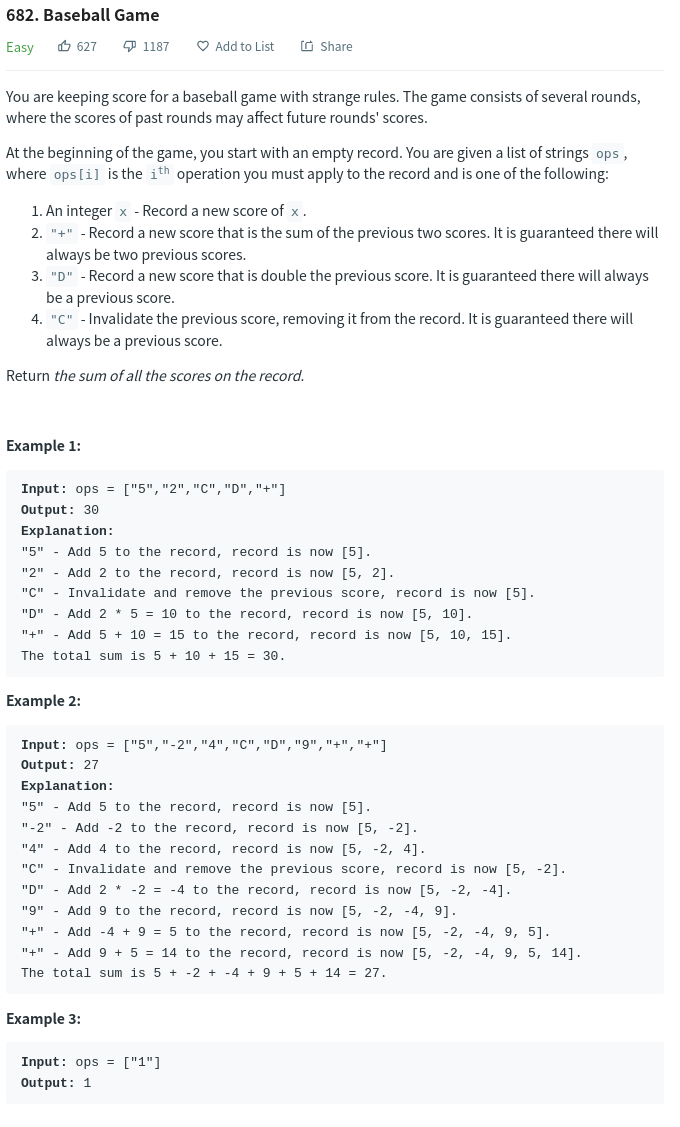 682. Baseball Game
Easy 627 1187 Add to List Share
You are keeping score for a baseball game with strange rules. The game consists of several rounds,
where the scores of past rounds may affect future rounds' scores.
At the beginning of the game, you start with an empty record. You are given a list of strings ops ,
where ops[i] is the ith operation you must apply to the record and is one of the following:
1. An integer x - Record a new score of x .
2. "+" - Record a new score that is the sum of the previous two scores. It is guaranteed there will
always be two previous scores.
3. "D" - Record a new score that is double the previous score. It is guaranteed there will always
be a previous score.
4. "C" - Invalidate the previous score, removing it from the record. It is guaranteed there will
always be a previous score.
Return the sum of all the scores on the record.
Example 1:
Input: ops = ["5","2","C","D","+"]
Output: 30
Explanation:
"5" - Add 5 to the record, record is now [5].
"2" - Add 2 to the record, record is now [5, 2].
"C" - Invalidate and remove the previous score, record is now [5].
"D" - Add 2 * 5 = 10 to the record, record is now [5, 10].
"+" - Add 5 + 10 = 15 to the record, record is now [5, 10, 15].
The total sum is 5 + 10 + 15 = 30.
Example 2:
Input: ops = ["5","-2","4","C","D","9","+","+"]
Output: 27
Explanation:
"5" - Add 5 to the record, record is now [5].
"-2" - Add -2 to the record, record is now [5, -2].
"4" - Add 4 to the record, record is now [5, -2, 4].
"C" - Invalidate and remove the previous score, record is now [5, -2].
"D" - Add 2 * -2 = -4 to the record, record is now [5, -2, -4].
"9" - Add 9 to the record, record is now [5, -2, -4, 9].
"+" - Add -4 + 9 = 5 to the record, record is now [5, -2, -4, 9, 5].
"+" - Add 9 + 5 = 14 to the record, record is now [5, -2, -4, 9, 5, 14].
The total sum is 5 + -2 + -4 + 9 + 5 + 14 = 27.
Example 3:
Input: ops = ["1"]
Output: 1